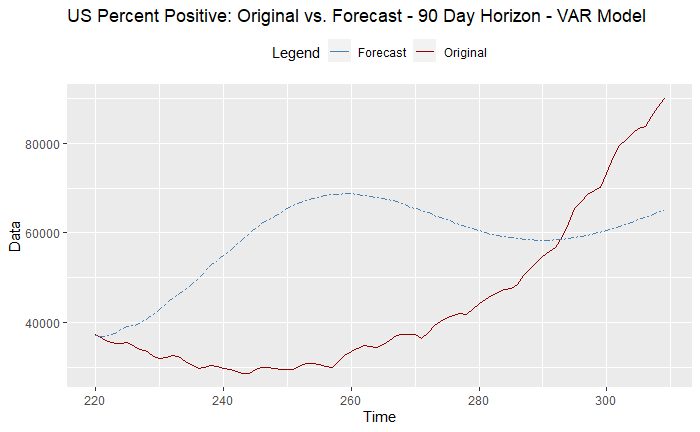 US Percent Positive: Original vs. Forecast - 90 Day Horizon - VAR Model
Legend Forecast Original
80000
60000
40000
Data
220 240 260 280 300
Time